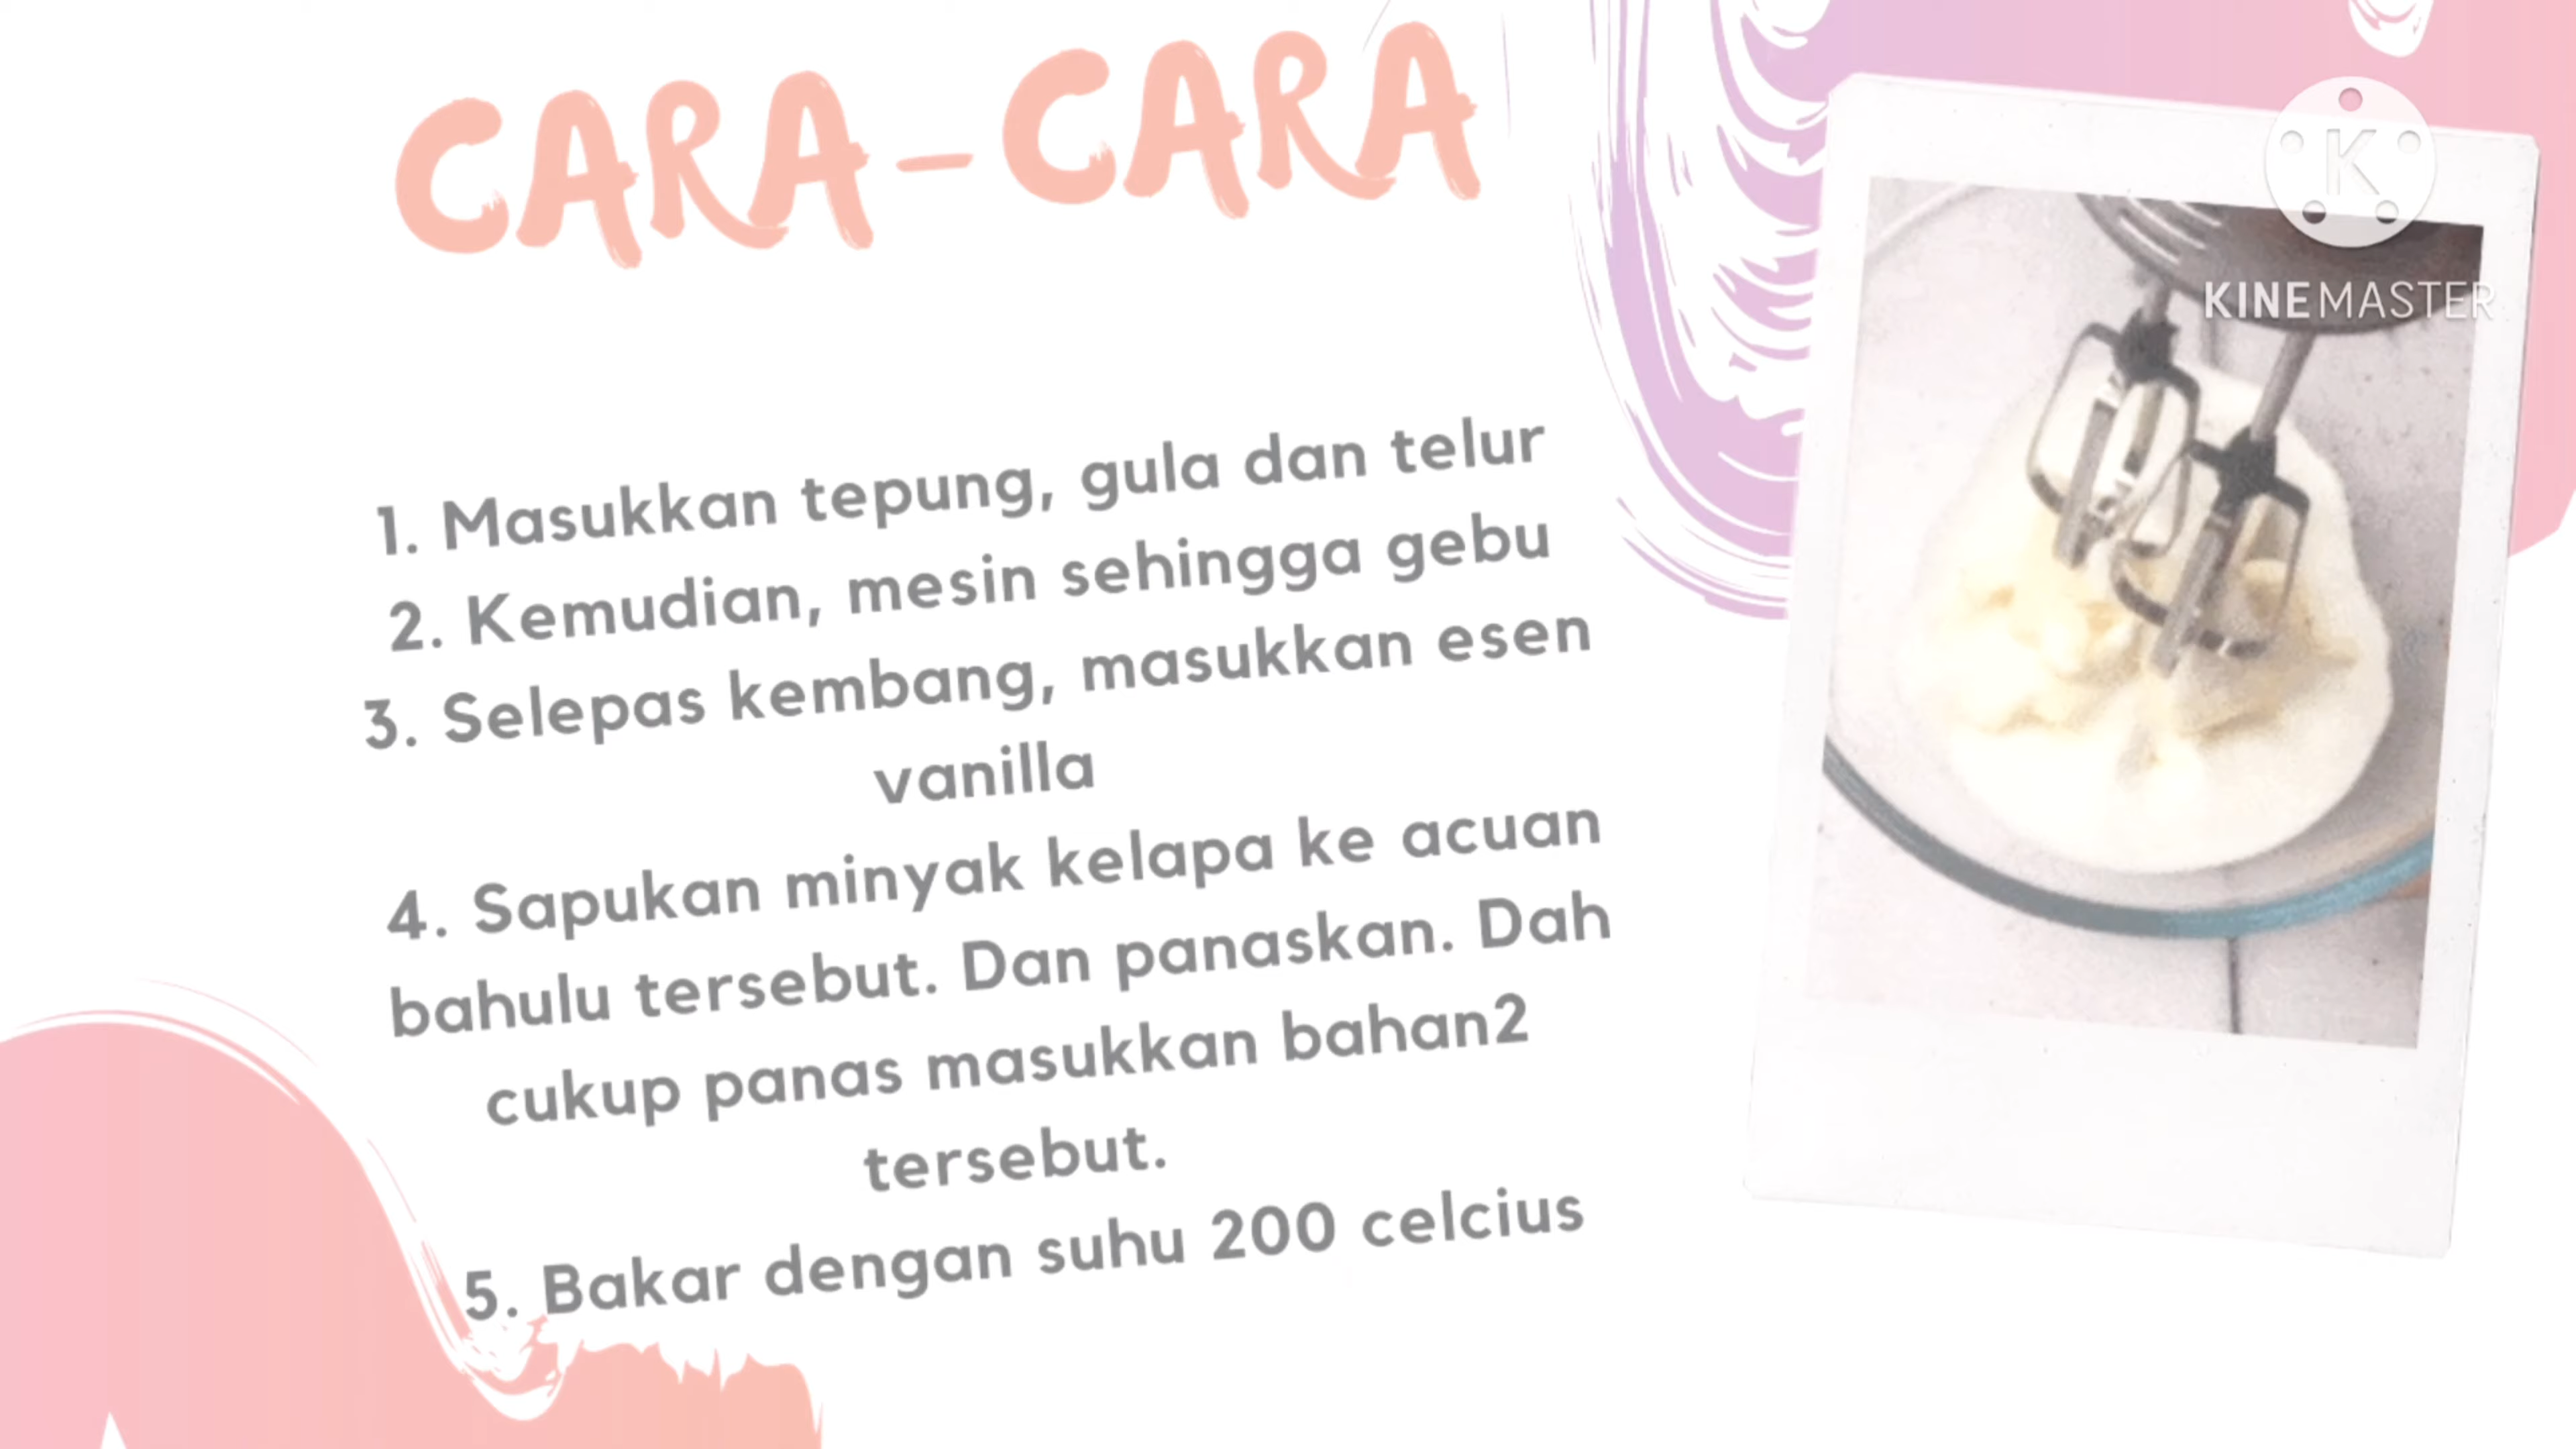 CARA-CARA
1. Masukkan tepung, gula dan telur
2. Kemudian, mesin sehingga gebu
3. Selepas kembang, masukkan esen
vanilla
4. Sapukan minyak kelapa ke acuan
bahulu tersebut. Dan panaskan. Dah
cukup panas masukkan bahan2
tersebut.
5. Bakar dengan suhu 200 celcius
K
KINEMASTER